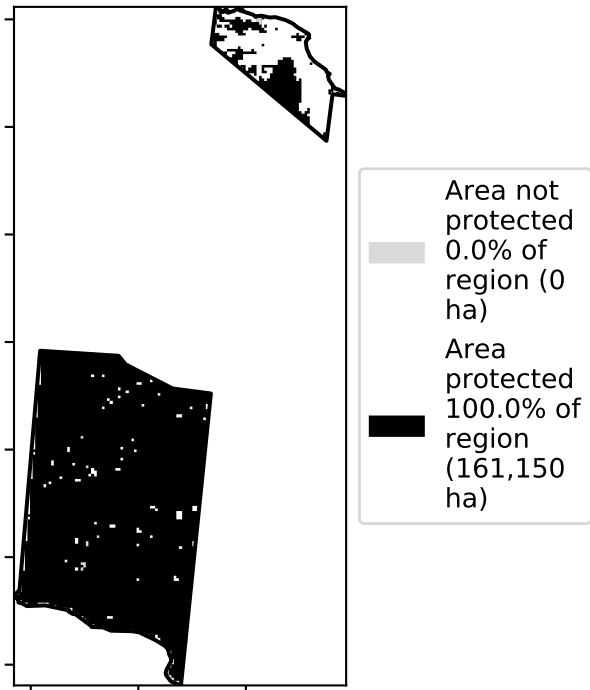 Area not
protected
0.0% of
region (0
ha)
Area
protected
100.0% of
region
(161,150
ha)